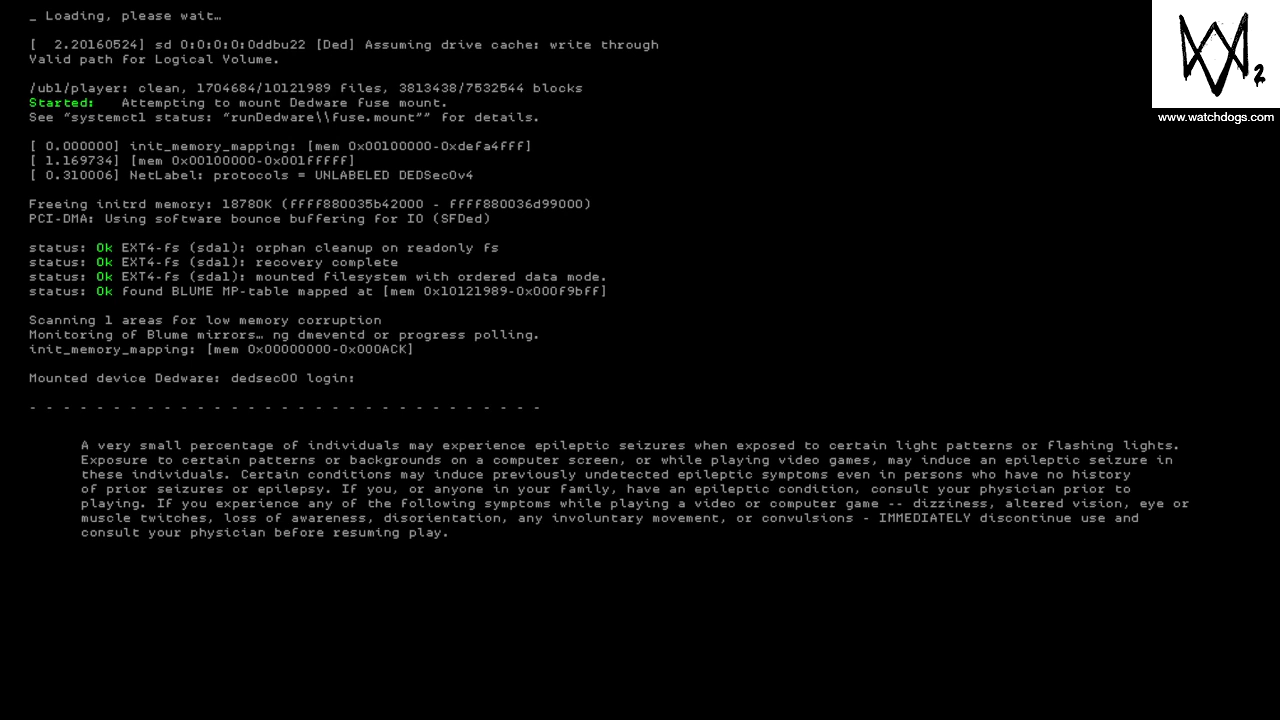 _ Loading, please wait…
[  2.20160524] sd 0:0:0:0:0ddbu22 [Ded] Assuming drive cache: write through
Valid path for Logical Volume.
/ubl/player: clean, 1704684/10121989 files, 3813438/7532544 blocks
Started:   Attempting to mount Dedware fuse mount.
See “systemctl status: “runDedware\\fuse.mount”” for details.
[ 0.000000] init_memory_mapping: [mem 0x00100000-0xdefa4fff]
[ 1.169734] [mem 0x00100000-0x001fffff]
[ 0.310006] NetLabel: protocols = UNLABELED DEDSec0v4
Freeing initrd memory: 18780K (ffff880035b42000 - ffff880036d99000)
PCI-DMA: Using software bounce buffering for IO (SFDed)
status: Ok EXT4-fs (sda1): orphan cleanup on readonly fs
status: Ok EXT4-fs (sda1): recovery complete
status: Ok EXT4-fs (sda1): mounted filesystem with ordered data mode.
status: Ok found BLUME MP-table mapped at [mem 0x10121989-0x000f9bff]
Scanning 1 areas for low memory corruption
Monitoring of Blume mirrors… ng dmeventd or progress polling.
init_memory_mapping: [mem 0x00000000-0x000ACK]
Mounted device Dedware: dedsec00 login:
- - - - - - - - - - - - - - - - - - - - - - - - - - - - - - -
A very small percentage of individuals may experience epileptic seizures when exposed to certain light patterns or flashing lights.
Exposure to certain patterns or backgrounds on a computer screen, or while playing video games, may induce an epileptic seizure in
these individuals. Certain conditions may induce previously undetected epileptic symptoms even in persons who have no history
of prior seizures or epilepsy. If you, or anyone in your family, have an epileptic condition, consult your physician prior to
playing. If you experience any of the following symptoms while playing a video or computer game -- dizziness, altered vision, eye or
muscle twitches, loss of awareness, disorientation, any involuntary movement, or convulsions - IMMEDIATELY discontinue use and
consult your physician before resuming play.
2
www.watchdogs.com